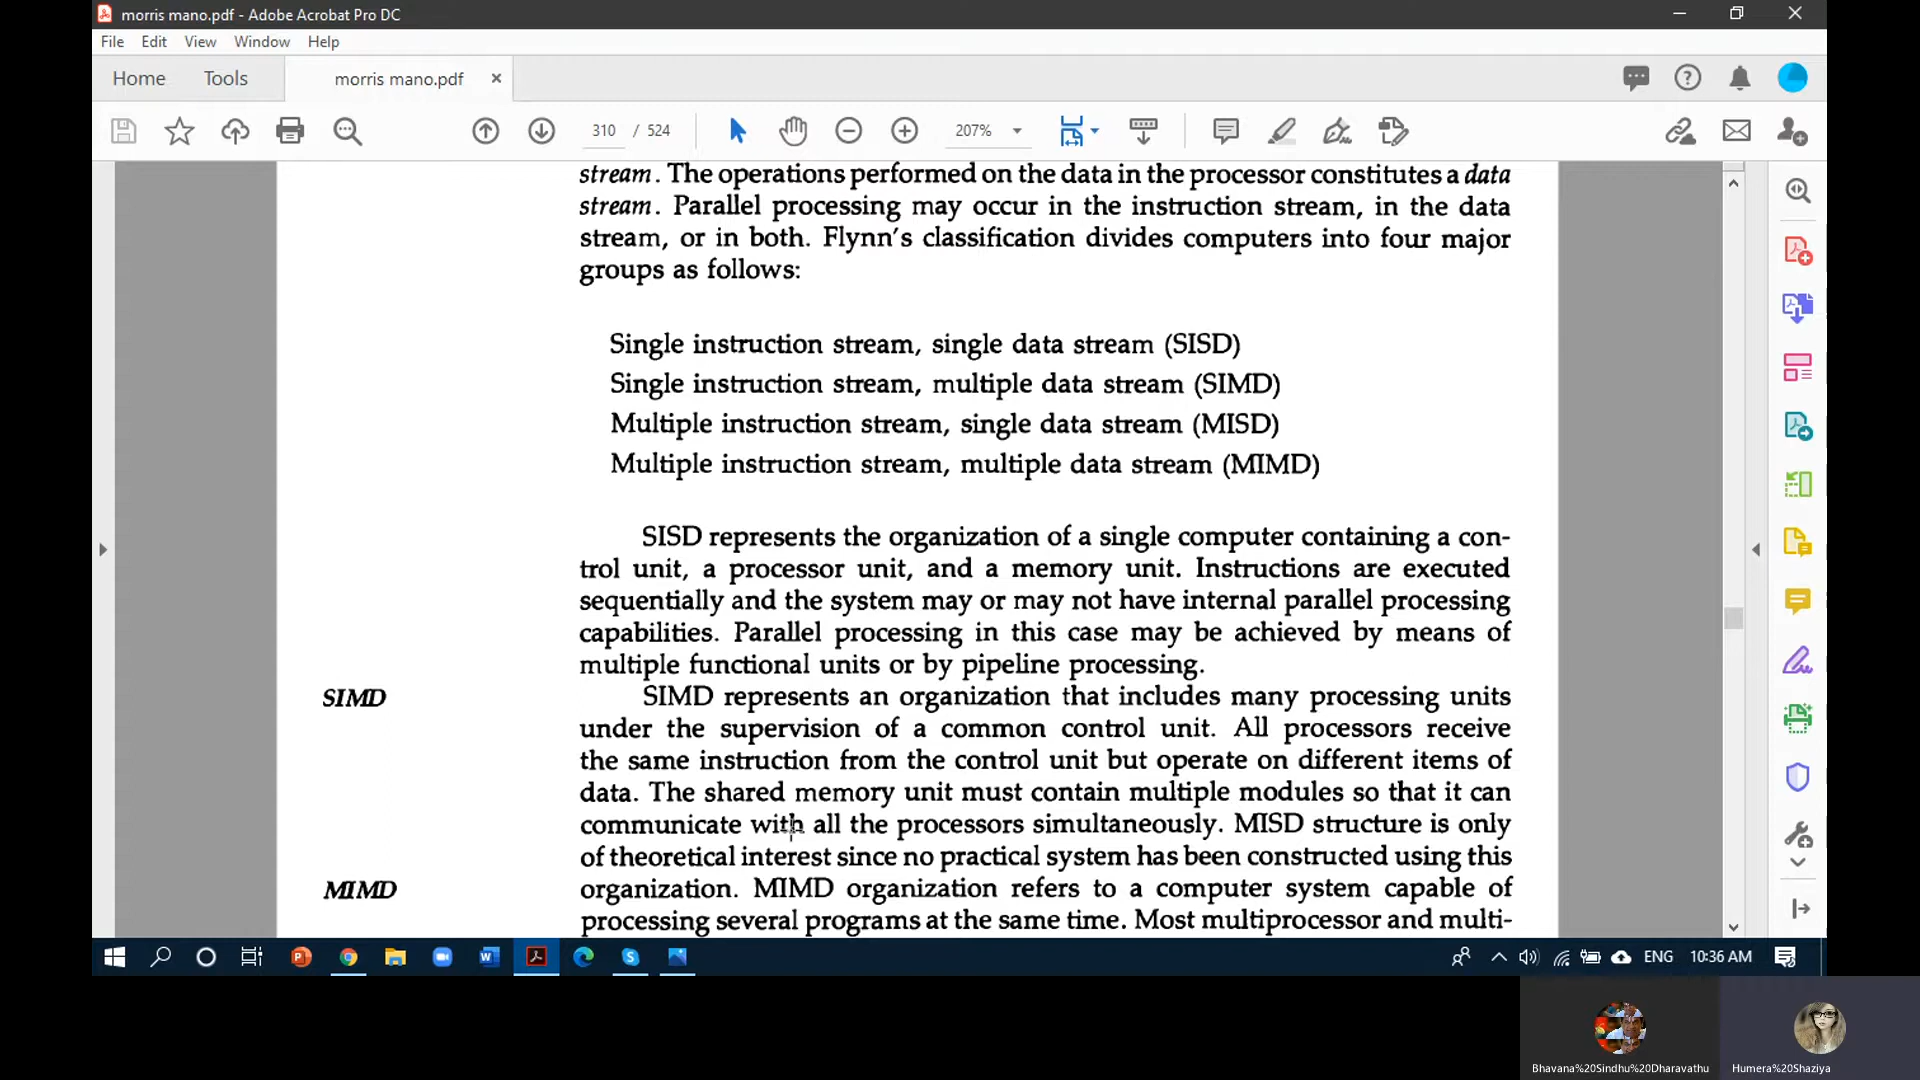 morris mano.pdf - Adobe Acrobat Pro DC
File Edit View Window Help
Home Tools morris mano.pdf
310 / 524 207%
stream. The operations performed on the data in the processor constitutes a data
stream. Parallel processing may occur in the instruction stream, in the data
stream, or in both. Flynn's classification divides computers into four major
groups as follows:
Single instruction stream, single data stream (SISD)
Single instruction stream, multiple data stream (SIMD)
Multiple instruction stream, single data stream (MISD)
Multiple instruction stream, multiple data stream (MIMD)
SISD represents the organization of a single computer containing a con-
trol unit, a processor unit, and a memory unit. Instructions are executed
sequentially and the system may or may not have internal parallel processing
capabilities. Parallel processing in this case may be achieved by means of
multiple functional units or by pipeline processing.
SIMD
SIMD represents an organization that includes many processing units
under the supervision of a common control unit. All processors receive
the same instruction from the control unit but operate on different items of
data. The shared memory unit must contain multiple modules so that it can
communicate with all the processors simultaneously. MISD structure is only
of theoretical interest since no practical system has been constructed using this
MIMD
organization. MIMD organization refers to a computer system capable of
processing several programs at the same time. Most multiprocessor and multi-
ENG 10:36 AM
Bhavana%20Sindhu%20Dharavathu
Humera%20Shaziya